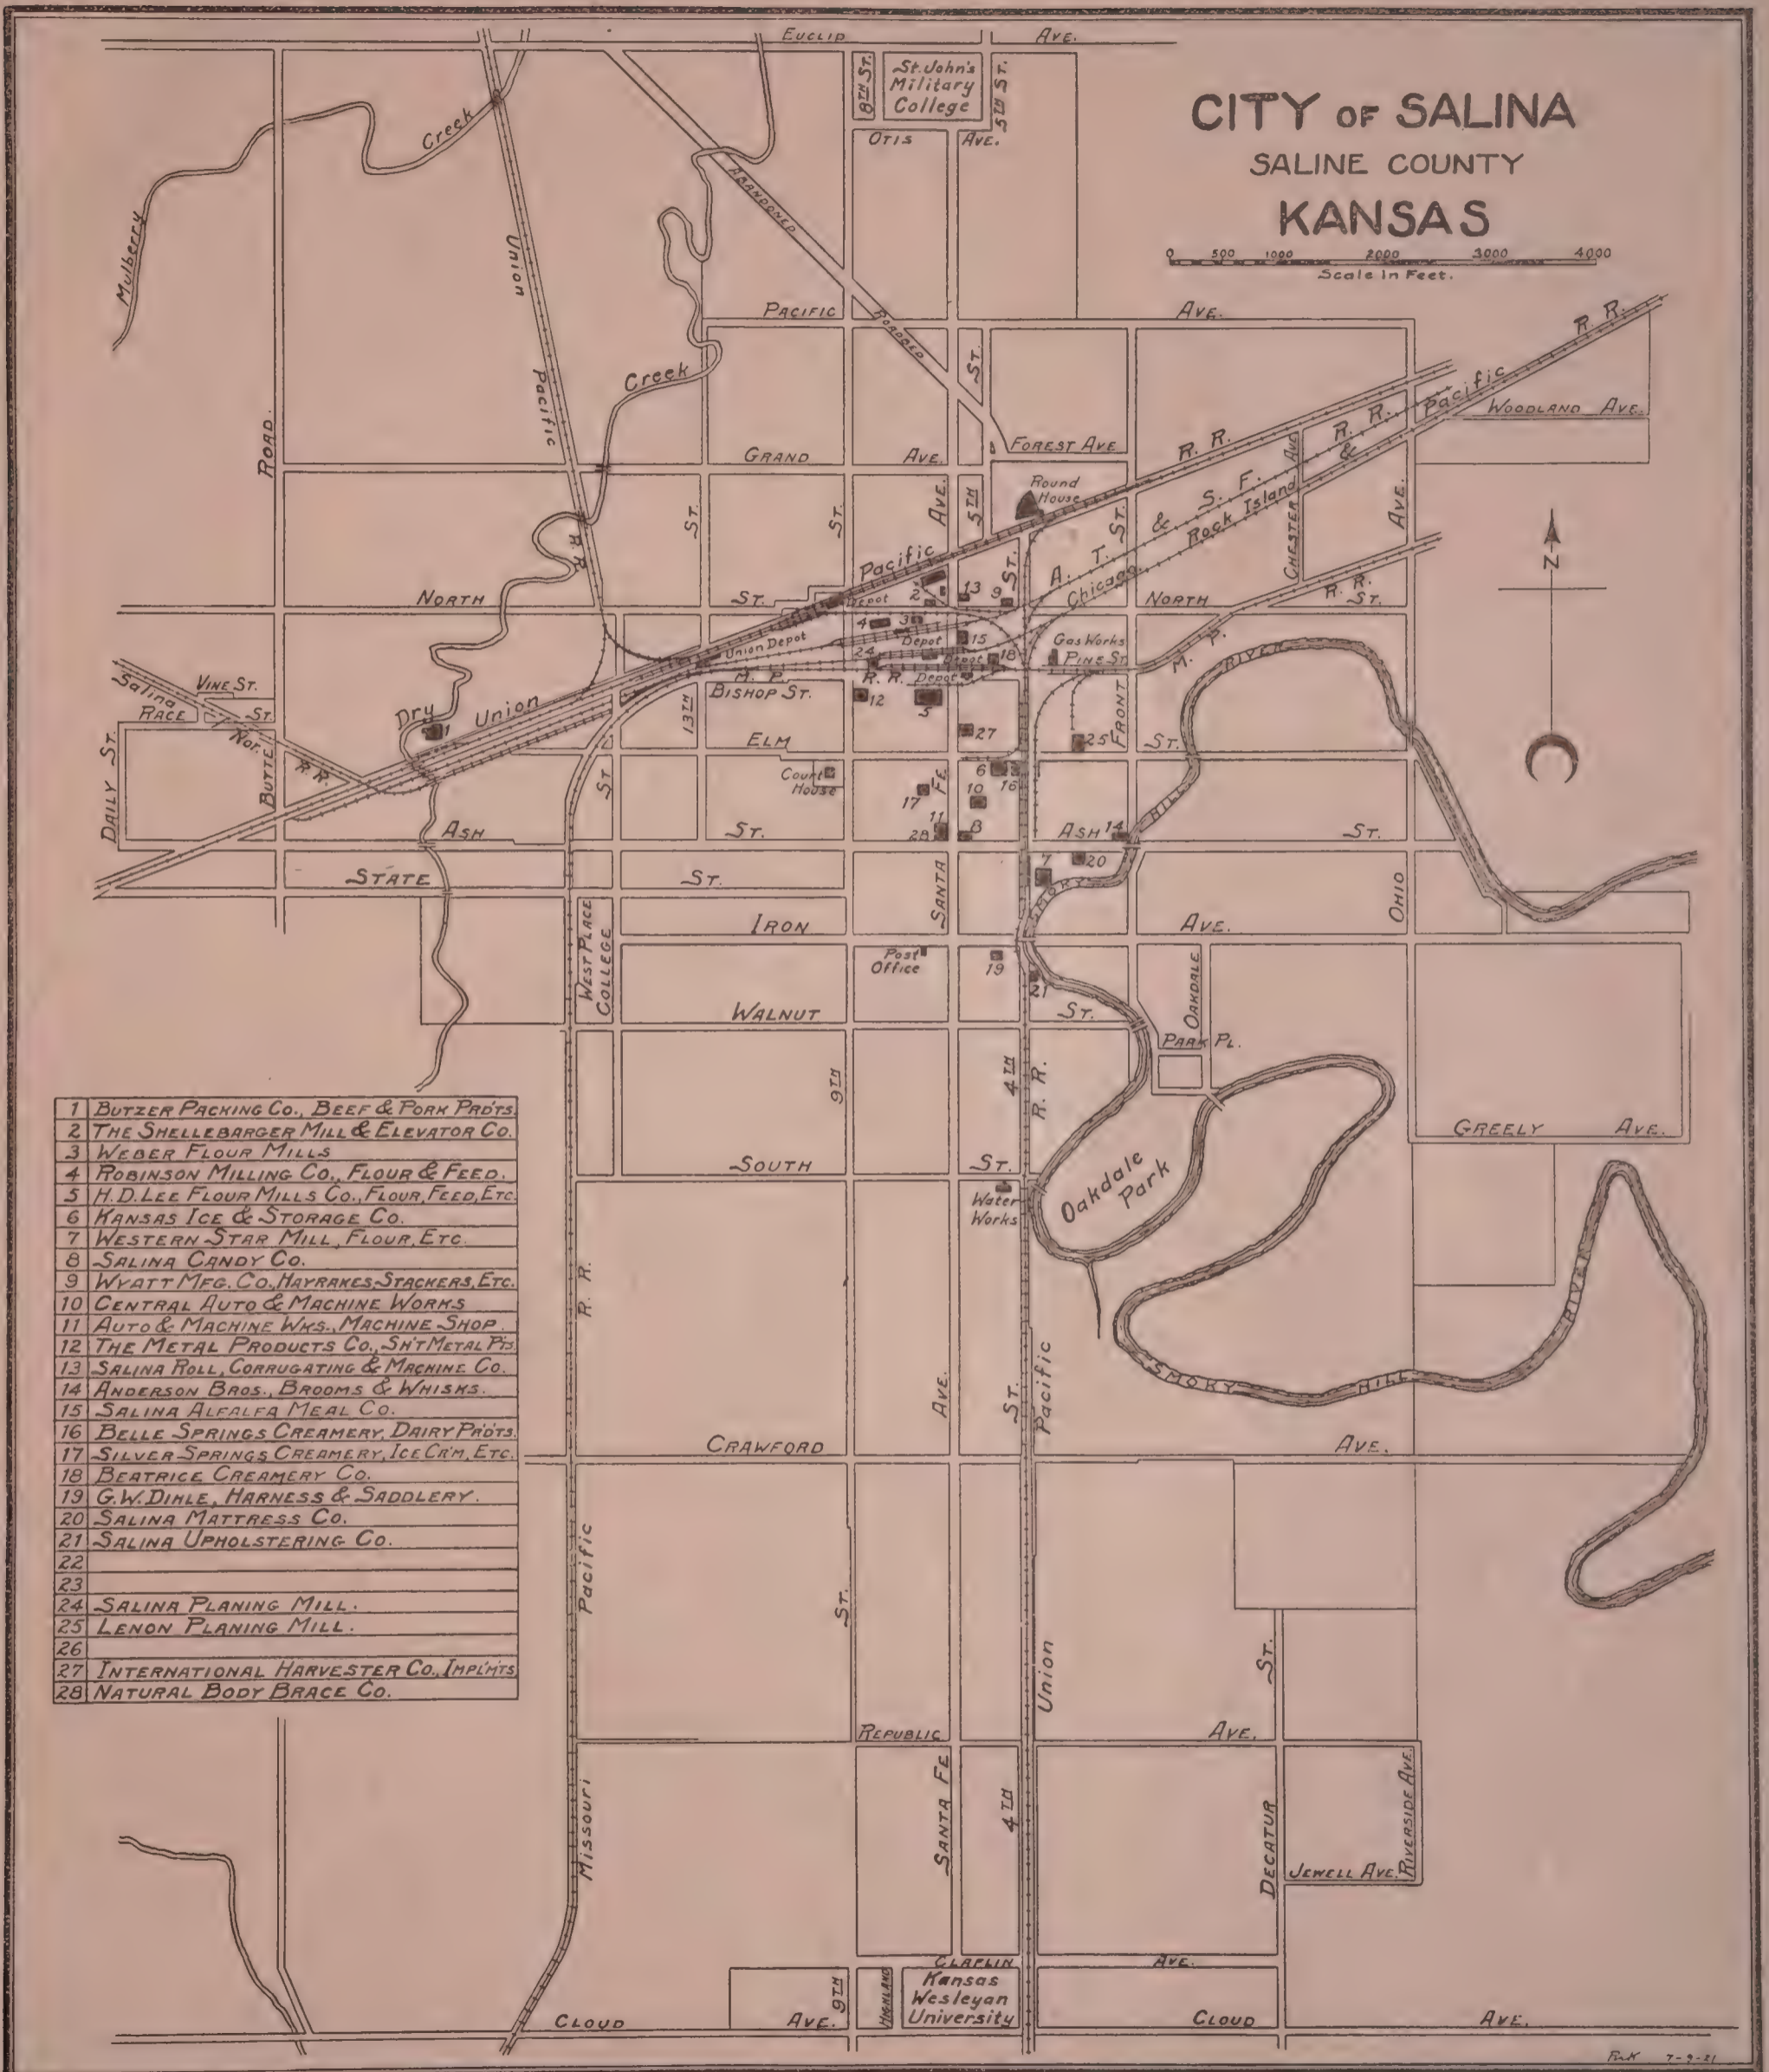 EUCLID AVE.
8TH ST.
St. John's
Military
College
5TH ST.
OTIS AVE.
CITY OF SALINA
SALINE COUNTY
KANSAS
0 500 1000 2000 3000 4000
Scale in Feet.
Mulberry Creek
Union Pacific R.R.
ABANDONED ROADBED
PACIFIC AVE.
Creek
ROAD.
ST.
R. R.
Pacific
R. R.
WOODLAND AVE.
GRAND AVE.
FOREST AVE.
Round
House
ST.
ST.
AVE.
5TH
ST.
ST.
A. T. & S. F. R. R.
Chicago Rock Island & Pacific
CHESTER AVE
AVE.
N
Pacific R. R.
NORTH ST.
NORTH ST.
Depot
2
13
9
4
3
Depot
15
Union Depot
24
Depot
18
Gas Works
PINE ST.
M. P. R. R.
M. P. R. R.
Depot
BISHOP ST.
12
5
RIVER
VINE ST.
Salina
RACE ST.
Nor.
R.R.
Dry
1
Union
13TH
FRONT
27
25
ELM ST.
DAILY ST.
BUTTE
Court
House
ST
FE
6
16
17
10
11
28
8
ASH ST.
ASH
14
ST.
HILL
7
20
SMOKY
STATE ST.
SANTA
OHIO
IRON AVE.
WEST PLACE
COLLEGE
Post
Office
19
21
OAKDALE
WALNUT ST.
PARK PL.
9TH
4TH
R. R.
GREELY AVE.
SOUTH ST.
Oakdale
Park
Water
Works
1 BUTZER PACKING CO., BEEF & PORK PRD'TS.
2 THE SHELLEBARGER MILL & ELEVATOR CO.
3 WEBER FLOUR MILLS
4 ROBINSON MILLING CO., FLOUR & FEED.
5 H.D. LEE FLOUR MILLS CO., FLOUR, FEED, ETC.
6 KANSAS ICE & STORAGE CO.
7 WESTERN STAR MILL, FLOUR, ETC.
8 SALINA CANDY CO.
9 WYATT MFG. CO., HAYRAKES, STACKERS, ETC.
10 CENTRAL AUTO & MACHINE WORKS
11 AUTO & MACHINE WKS., MACHINE SHOP.
12 THE METAL PRODUCTS CO., SH'T METAL P'TS.
13 SALINA ROLL, CORRUGATING & MACHINE CO.
14 ANDERSON BROS., BROOMS & WHISKS.
15 SALINA ALFALFA MEAL CO.
16 BELLE SPRINGS CREAMERY, DAIRY PR'D'TS.
17 SILVER SPRINGS CREAMERY, ICE CR'M, ETC.
18 BEATRICE CREAMERY CO.
19 G.W. DIHLE, HARNESS & SADDLERY.
20 SALINA MATTRESS CO.
21 SALINA UPHOLSTERING CO.
22
23
24 SALINA PLANING MILL.
25 LENON PLANING MILL.
26
27 INTERNATIONAL HARVESTER CO., IMPL'M'TS
28 NATURAL BODY BRACE CO.
R. R.
SMOKY HILL RIVER
AVE.
ST.
Pacific
CRAWFORD AVE.
Pacific
ST.
Union
ST.
REPUBLIC AVE.
Missouri
SANTA FE
4TH
DECATUR
RIVERSIDE AVE.
JEWELL AVE.
CLAFLIN AVE.
9TH
HIGHLAND
Kansas
Wesleyan
University
CLOUD AVE.
CLOUD AVE.
7-9-21